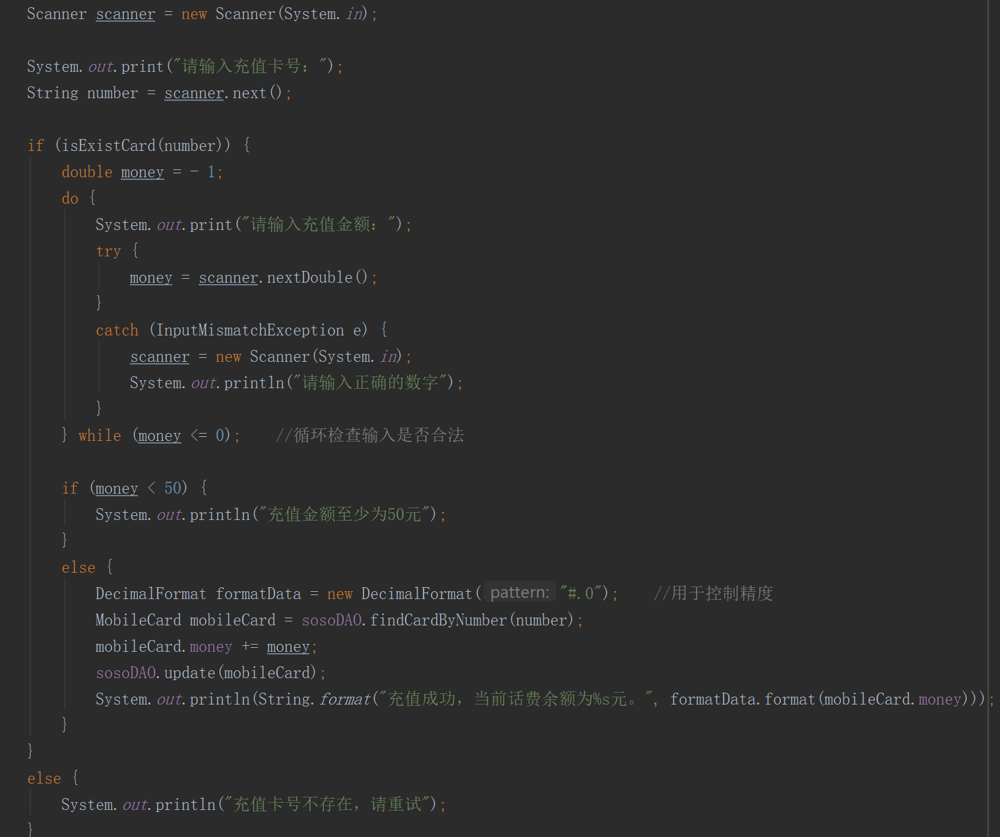 Scanner scanner = new Scanner(System.in);
System.out.print("请输入充值卡号：");
String number = scanner.next();
if (isExistCard(number)) {
double money = - 1;
do {
System.out.print("请输入充值金额：");
try {
money = scanner.nextDouble();
}
catch (InputMismatchException e) {
scanner = new Scanner(System.in);
System.out.println("请输入正确的数字");
}
} while (money <= 0);    //循环检查输入是否合法
if (money < 50) {
System.out.println("充值金额至少为50元");
}
else {
DecimalFormat formatData = new DecimalFormat( pattern: "#.0");    //用于控制精度
MobileCard mobileCard = sosoDAO.findCardByNumber(number);
mobileCard.money += money;
sosoDAO.update(mobileCard);
System.out.println(String.format("充值成功，当前话费余额为%s元。", formatData.format(mobileCard.money)));
}
}
else {
System.out.println("充值卡号不存在，请重试");
}